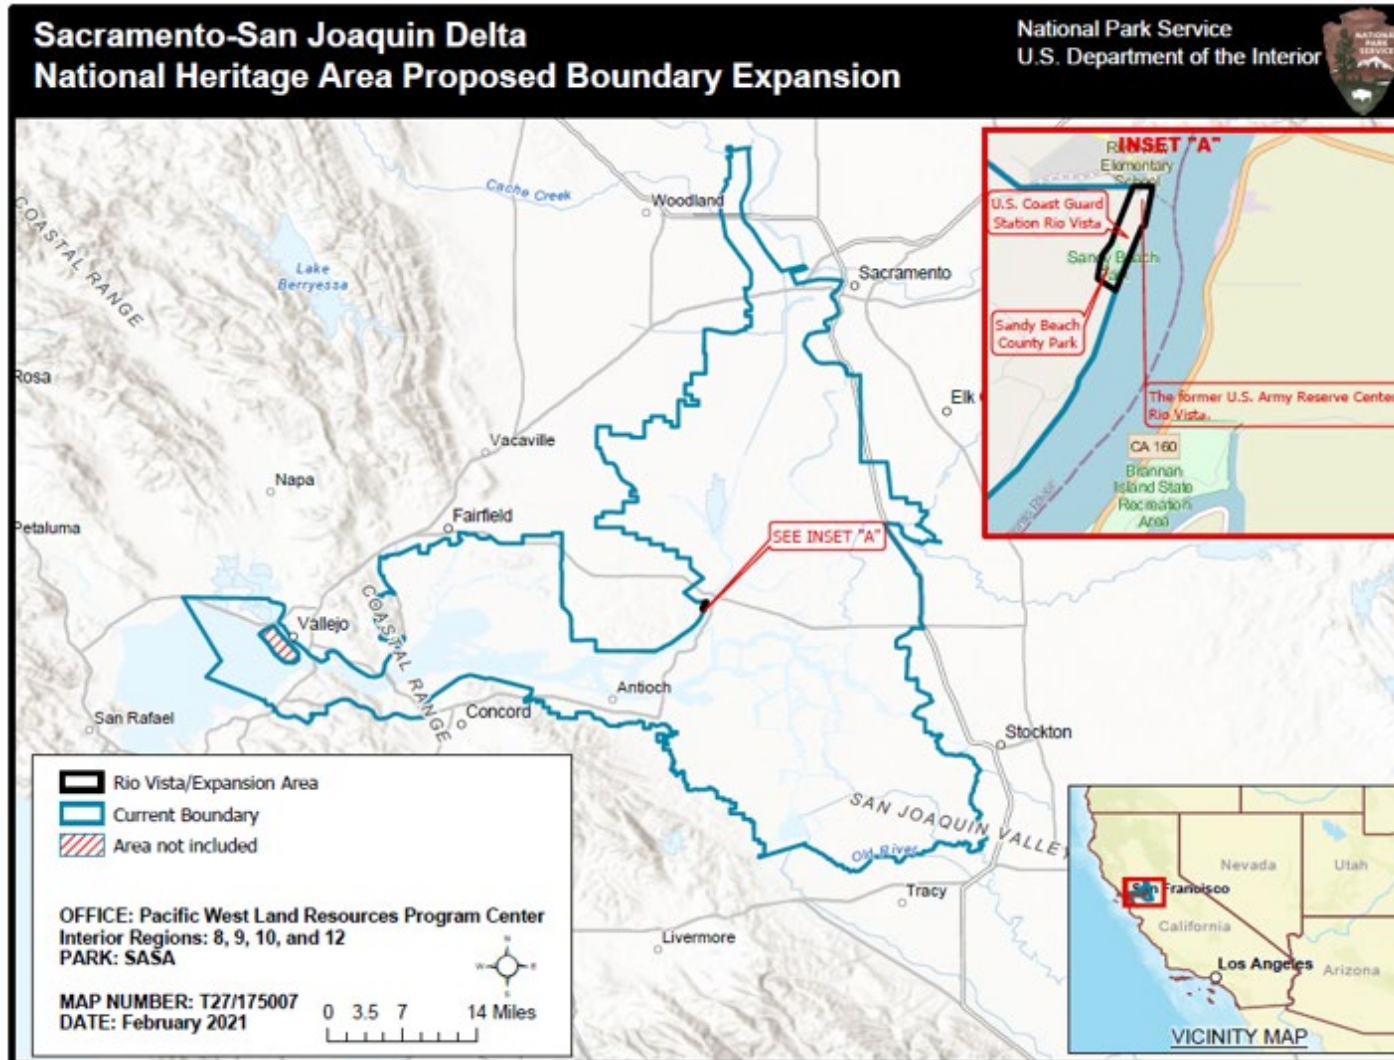 Sacramento-San Joaquin Delta
National Heritage Area Proposed Boundary Expansion
National Park Service
U.S. Department of the Interior
NATIONAL
PARK
SERVICE
COASTAL RANGE
Cache Creek
Woodland
Lake
Berryessa
Sacramento
Rosa
Elk
Vacaville
Napa
Petaluma
Fairfield
SEE INSET "A"
Vallejo
COASTAL RANGE
Antioch
Concord
San Rafael
Stockton
SAN JOAQUIN VALLEY
Old River
Tracy
Livermore
INSET "A"
Elementary
School
U.S. Coast Guard
Station Rio Vista
Sandy Beach
Sandy Beach
County Park
The former U.S. Army Reserve Center
Rio Vista.
CA 160
Brannan
Island State
Recreation
Area
Rio Vista/Expansion Area
Current Boundary
Area not included
OFFICE: Pacific West Land Resources Program Center
Interior Regions: 8, 9, 10, and 12
PARK: SASA
MAP NUMBER: T27/175007
DATE: February 2021
N
W
E
S
0 3.5 7 14 Miles
Nevada
Utah
San Francisco
California
Los Angeles
Arizona
VICINITY MAP